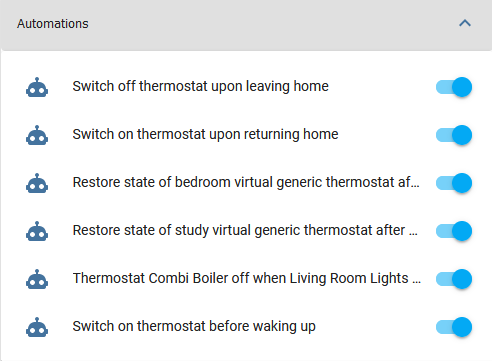 Automations
Switch off thermostat upon leaving home
Switch on thermostat upon returning home
Restore state of bedroom virtual generic thermostat af...
Restore state of study virtual generic thermostat after ...
Thermostat Combi Boiler off when Living Room Lights ...
Switch on thermostat before waking up